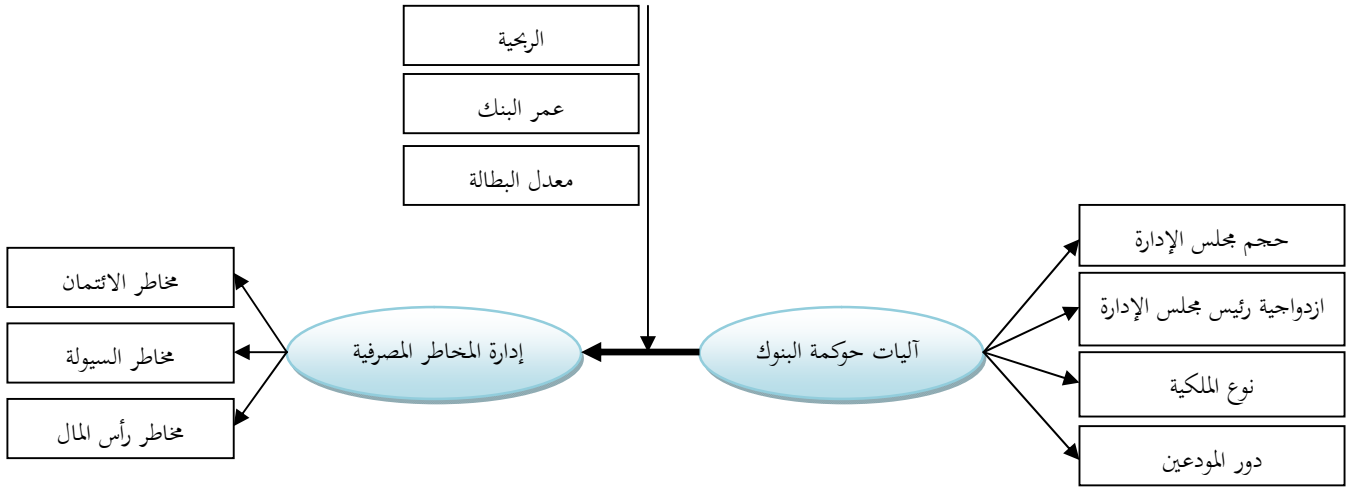 الربحية
عمر البنك
معدل البطالة
حجم مجلس الإدارة
ازدواجية رئيس مجلس الإدارة
نوع الملكية
دور المودعين
آليات حوكمة البنوك
إدارة المخاطر المصرفية
مخاطر الائتمان
مخاطر السيولة
مخاطر رأس المال